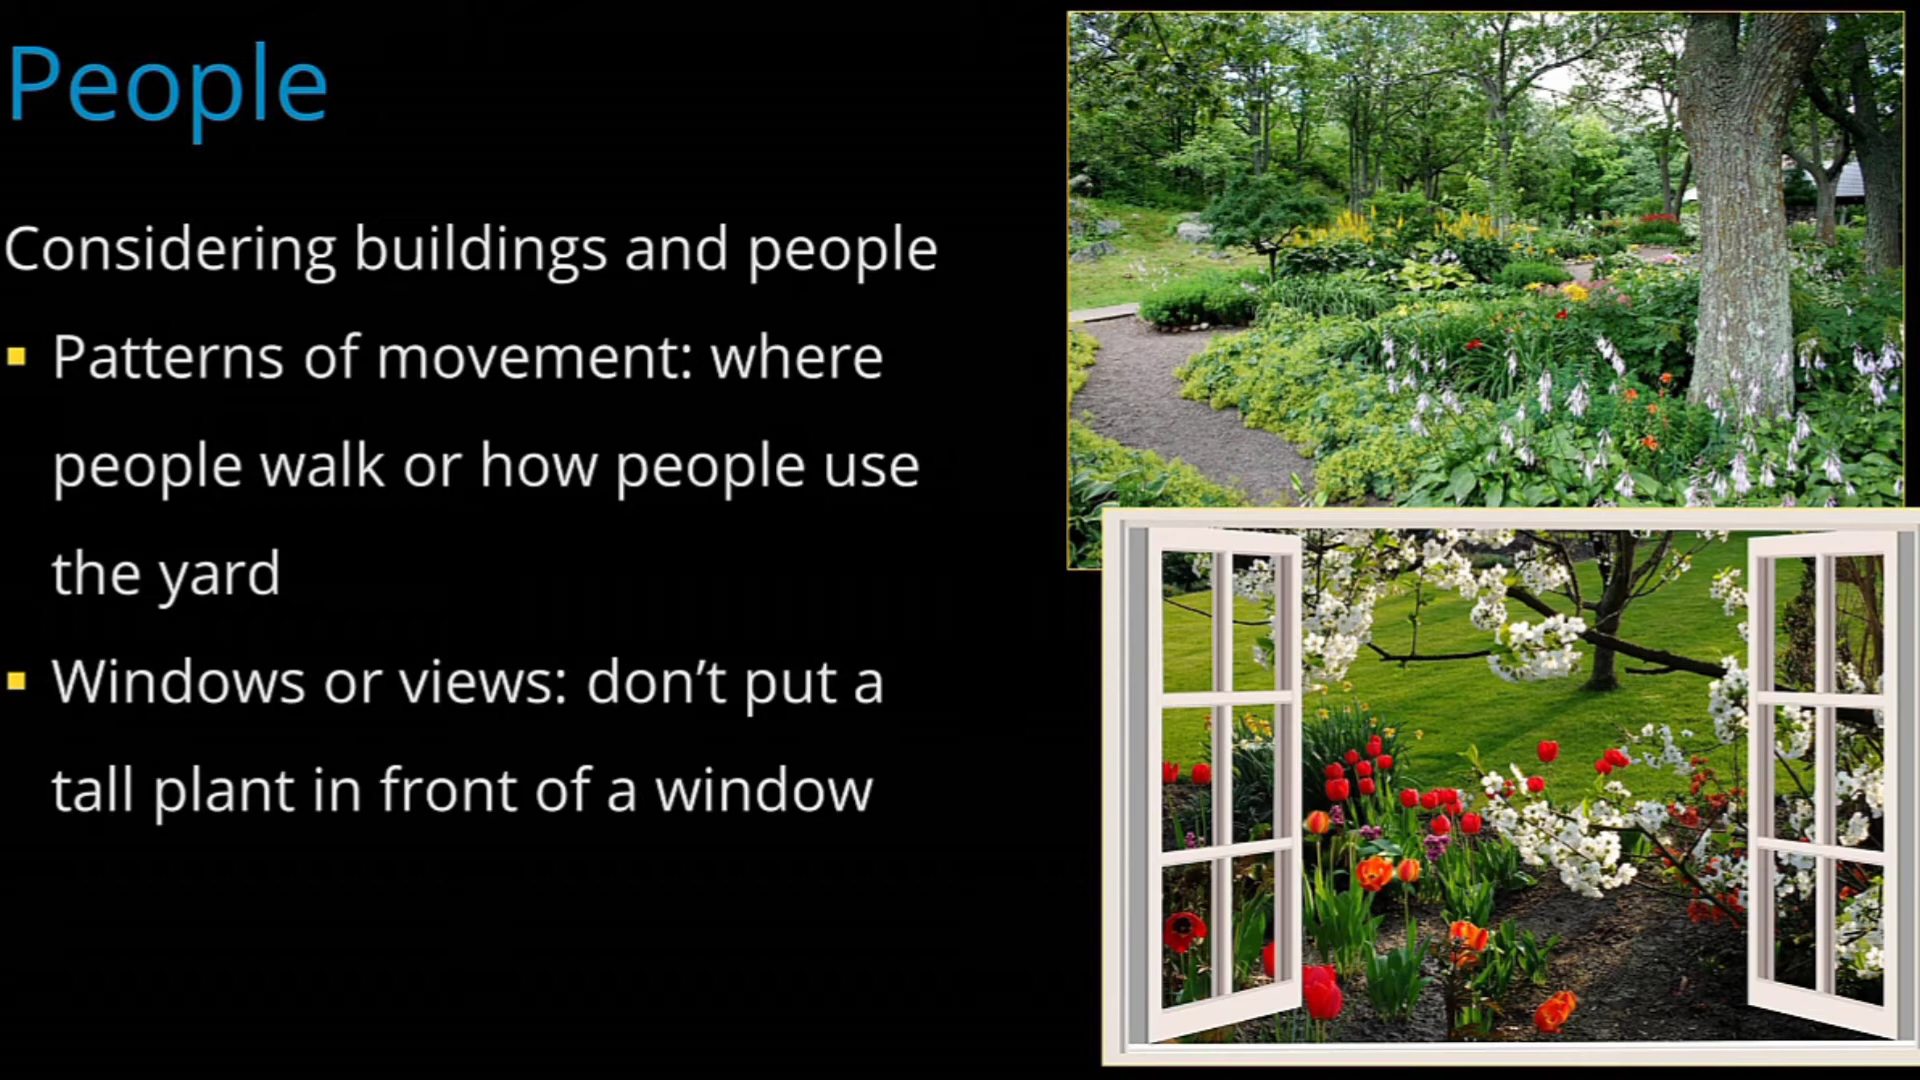 People
Considering buildings and people
▪ Patterns of movement: where
people walk or how people use
the yard
▪ Windows or views: don’t put a
tall plant in front of a window